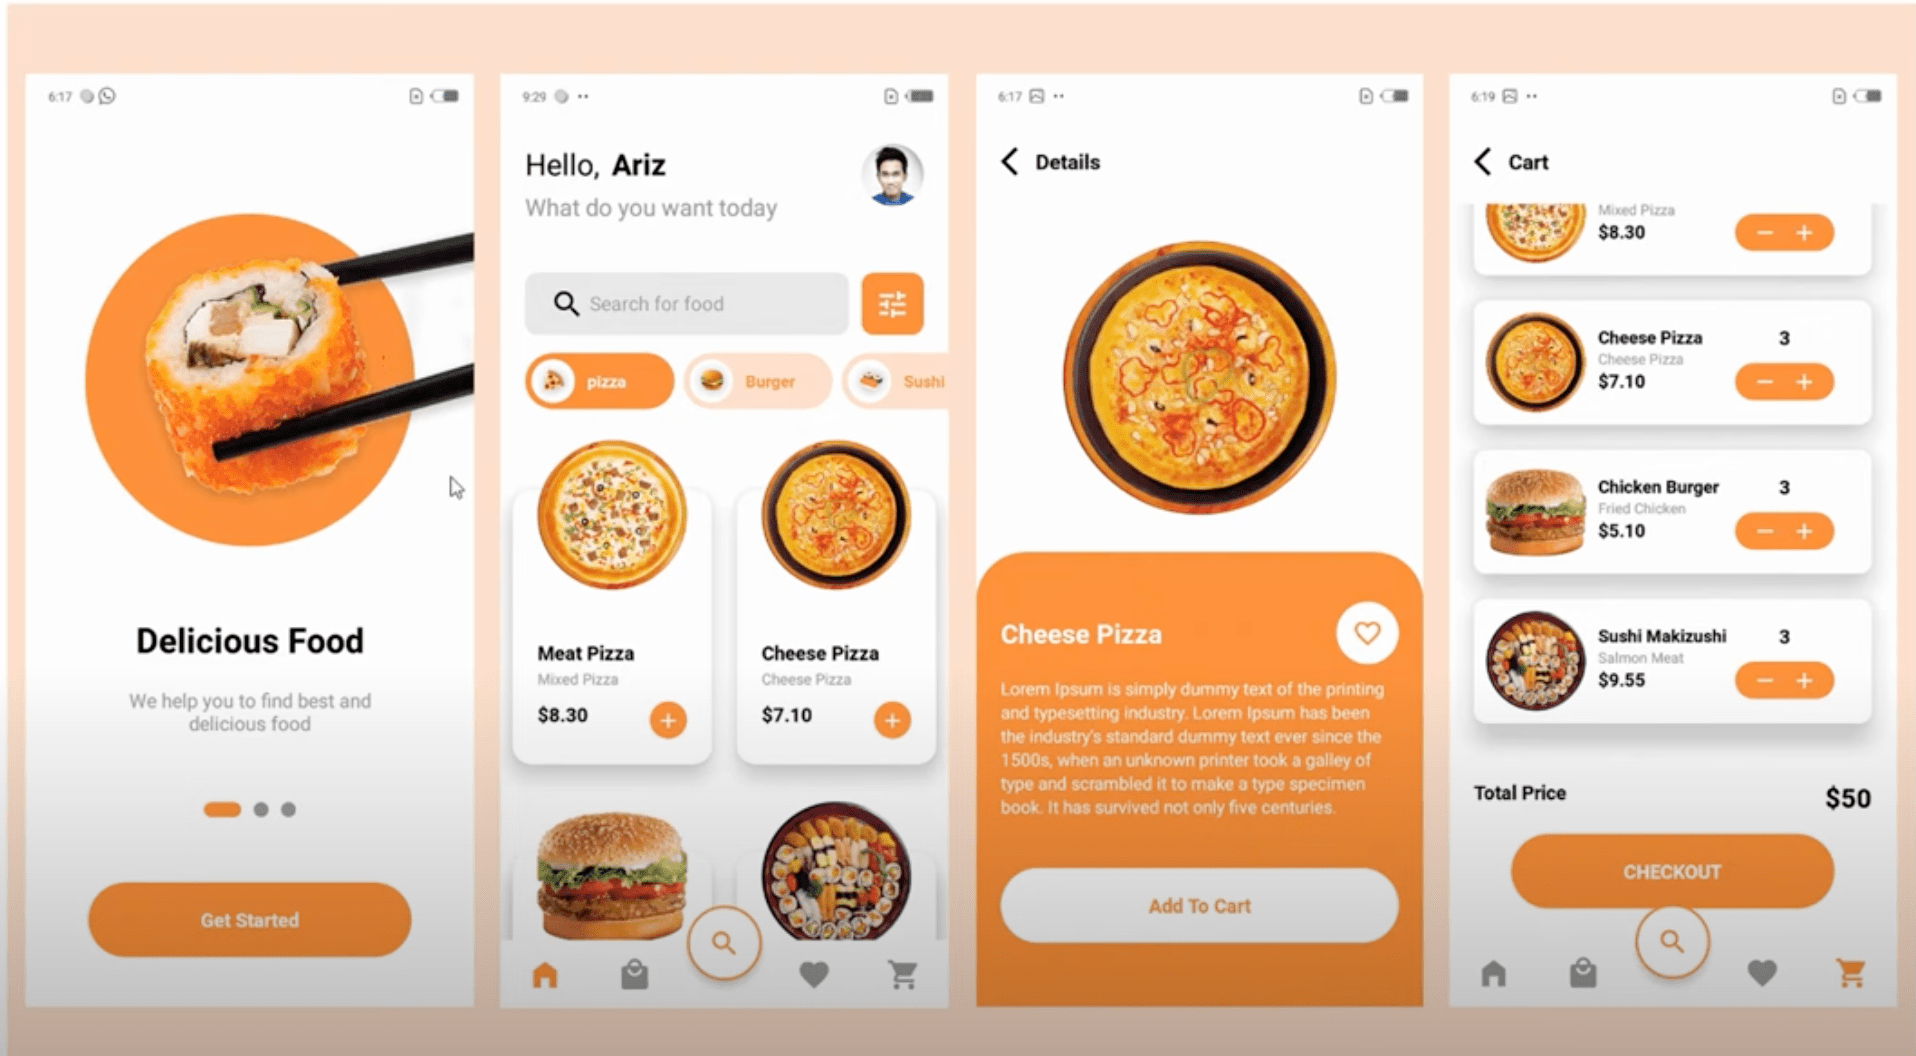 6:17
Delicious Food
We help you to find best and
delicious food
Get Started
9:29
Hello, Ariz
What do you want today
Search for food
pizza
Burger
Sushi
Meat Pizza
Mixed Pizza
$8.30
Cheese Pizza
Cheese Pizza
$7.10
6:17
Details
Cheese Pizza
Lorem Ipsum is simply dummy text of the printing
and typesetting industry. Lorem Ipsum has been
the industry's standard dummy text ever since the
1500s, when an unknown printer took a galley of
type and scrambled it to make a type specimen
book. It has survived not only five centuries.
Add To Cart
6:19
Cart
Mixed Pizza
$8.30
Cheese Pizza 3
Cheese Pizza
$7.10
Chicken Burger 3
Fried Chicken
$5.10
Sushi Makizushi 3
Salmon Meat
$9.55
Total Price $50
CHECKOUT